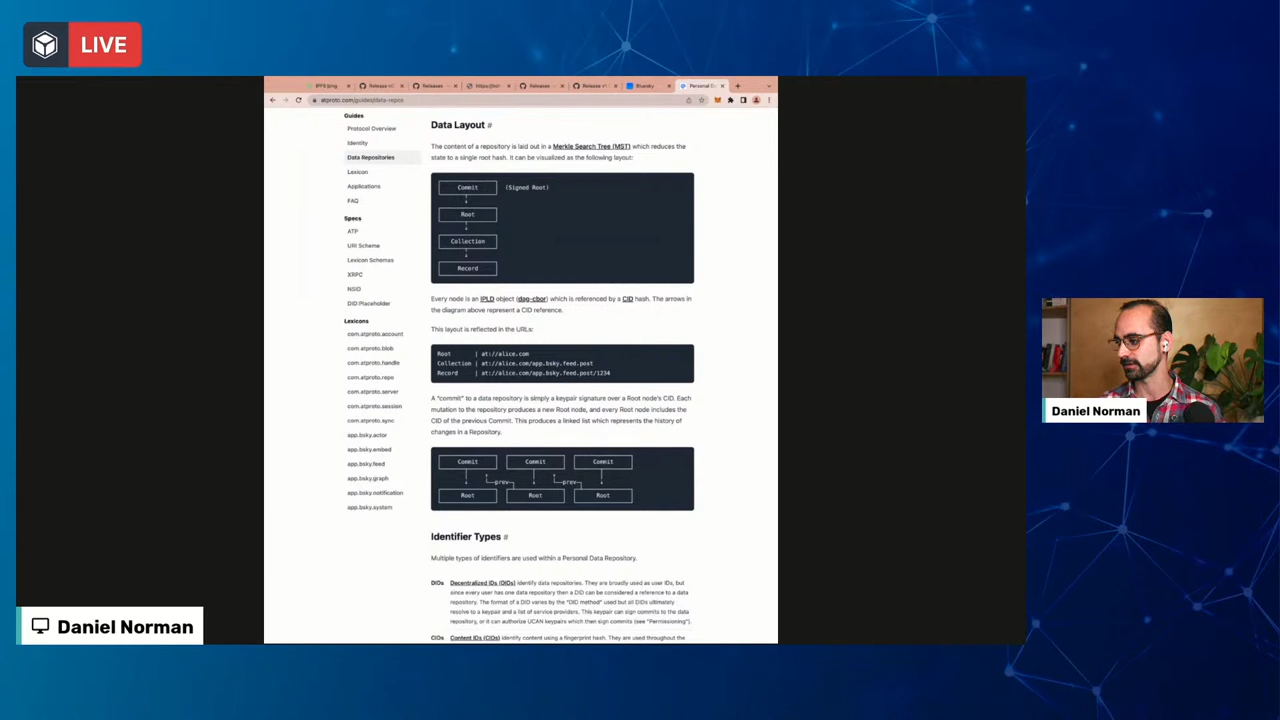 LIVE
IPFS ping
Releases
Releases
Bluesky
atproto.com/guides/data-repos
Guides
Protocol Overview
Identity
Data Repositories
Lexicon
Applications
FAQ
Specs
ATP
URI Scheme
Lexicon Schemas
XRPC
NSID
DID:Placeholder
Lexicons
com.atproto.account
com.atproto.blob
com.atproto.handle
com.atproto.repo
com.atproto.server
com.atproto.session
com.atproto.sync
app.bsky.actor
app.bsky.embed
app.bsky.feed
app.bsky.graph
app.bsky.notification
app.bsky.system
Data Layout #
The content of a repository is laid out in a Merkle Search Tree (MST) which reduces the
state to a single root hash. It can be visualized as the following layout:
Commit (Signed Root)
Root
Collection
Record
Every node is an IPLD object (dag-cbor) which is referenced by a CID hash. The arrows in
the diagram above represent a CID reference.
This layout is reflected in the URLs:
Root | at://alice.com
Collection | at://alice.com/app.bsky.feed.post
Record | at://alice.com/app.bsky.feed.post/1234
A "commit" to a data repository is simply a keypair signature over a Root node's CID. Each
mutation to the repository produces a new Root node, and every Root node includes the
CID of the previous Commit. This produces a linked list which represents the history of
changes in a Repository.
Commit Commit Commit
prev prev
Root Root Root
Identifier Types #
Multiple types of identifiers are used within a Personal Data Repository.
DIDs Decentralized IDs (DIDs) identify data repositories. They are broadly used as user IDs, but
since every user has one data repository then a DID can be considered a reference to a data
repository. The format of a DID varies by the "DID method" used but all DIDs ultimately
resolve to a keypair and a list of service providers. This keypair can sign commits to the data
repository, or it can authorize UCAN keypairs which then sign commits (see "Permissioning").
CIDs Content IDs (CIDs) identify content using a fingerprint hash. They are used throughout the
Daniel Norman
Daniel Norman